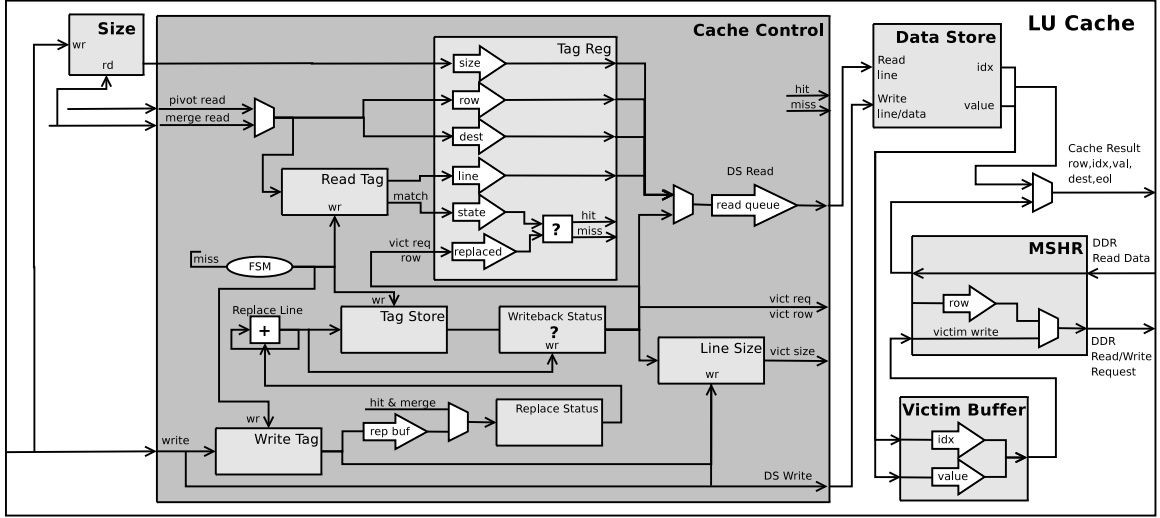 LU Cache
Size
wr
rd
Cache Control
pivot read
merge read
Tag Reg
size
row
dest
line
state
replaced
?
hit
miss
Read Tag
wr
match
vict req
row
miss
FSM
hit
miss
DS Read
read queue
Replace Line
+
wr
Tag Store
Writeback Status
?
wr
vict req
vict row
Line Size
wr
vict size
hit & merge
rep buf
Replace Status
wr
Write Tag
write
DS Write
Data Store
Read
line
idx
Write
line/data
value
Cache Result
row,idx,val,
dest,eol
MSHR
DDR
Read Data
row
victim write
DDR
Read/Write
Request
Victim Buffer
idx
value